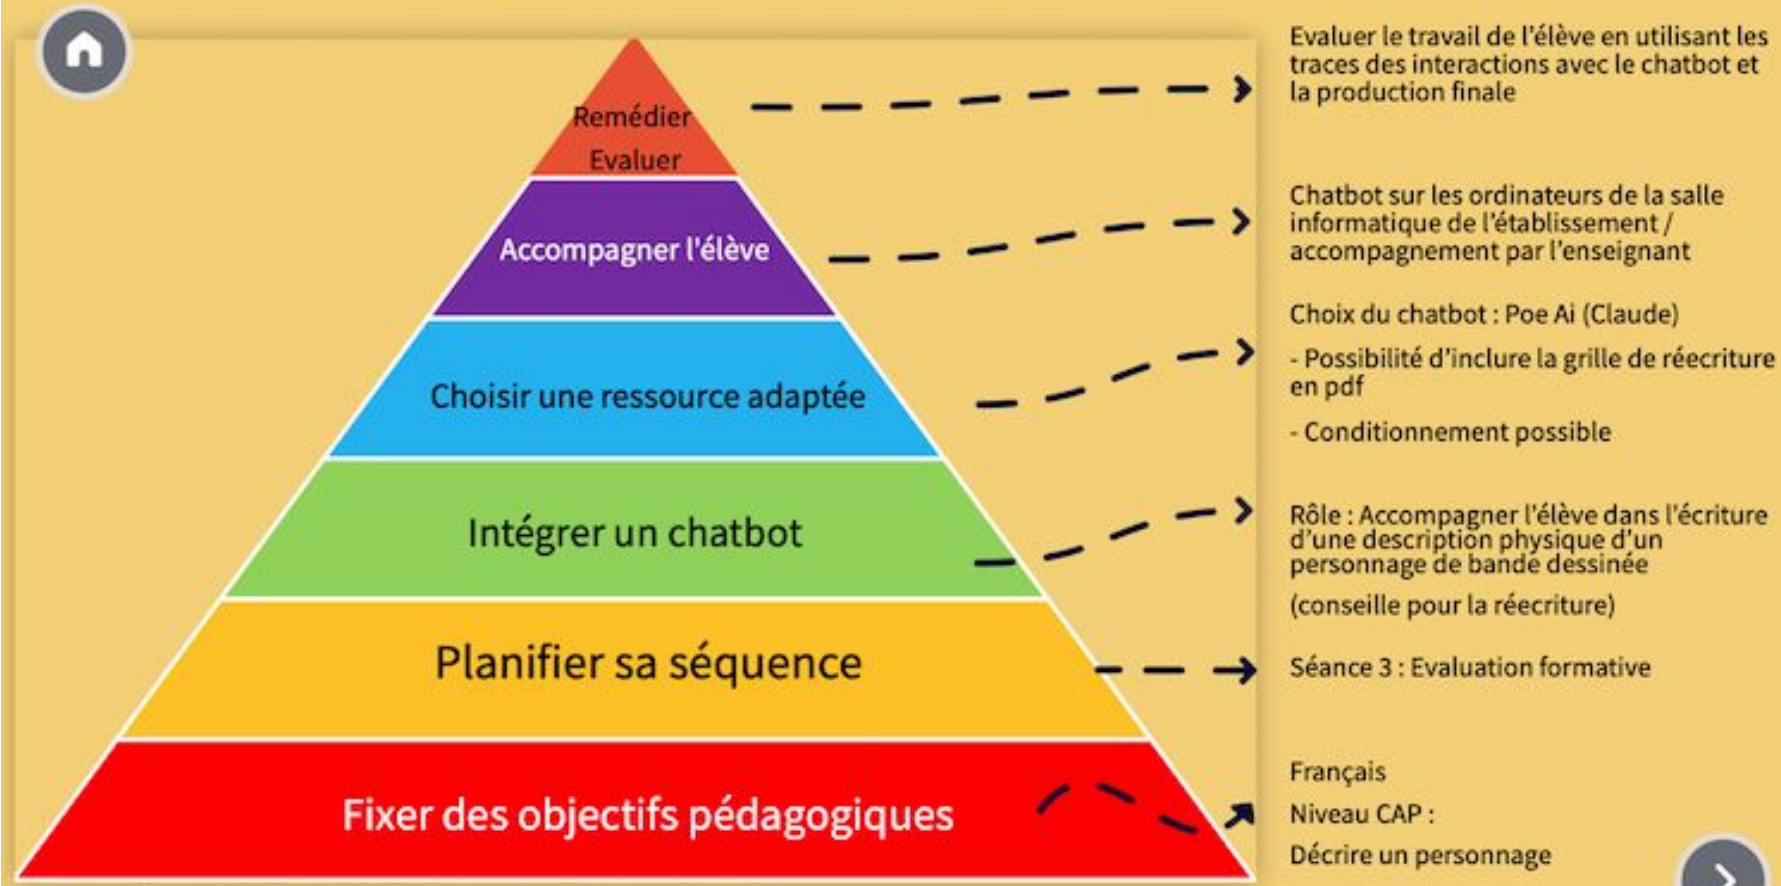 Remédier
Evaluer
Evaluer le travail de l'élève en utilisant les
traces des interactions avec le chatbot et
la production finale
Accompagner l'élève
Chatbot sur les ordinateurs de la salle
informatique de l'établissement /
accompagnement par l'enseignant
Choisir une ressource adaptée
Choix du chatbot : Poe Ai (Claude)
- Possibilité d'inclure la grille de réecriture
en pdf
- Conditionnement possible
Intégrer un chatbot
Rôle : Accompagner l'élève dans l'écriture
d'une description physique d'un
personnage de bande dessinée
(conseille pour la réecriture)
Planifier sa séquence
Séance 3 : Evaluation formative
Fixer des objectifs pédagogiques
Français
Niveau CAP :
Décrire un personnage